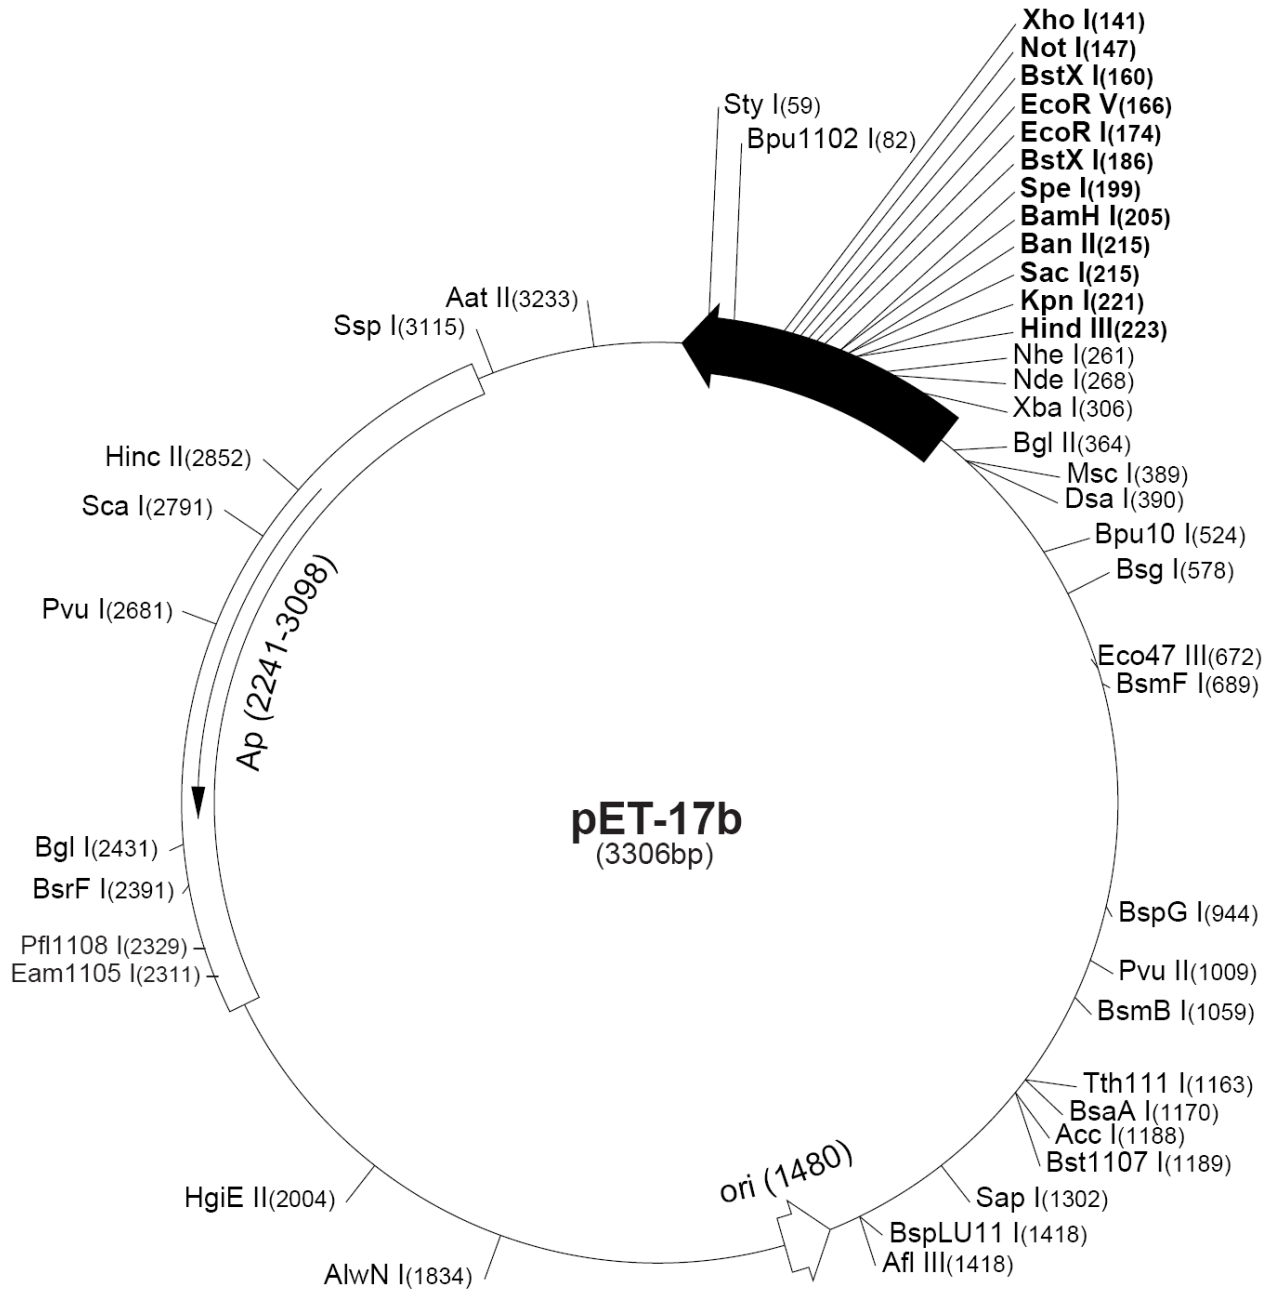 Xho I(141)
Not I(147)
BstX I(160)
EcoR V(166)
EcoR I(174)
BstX I(186)
Spe I(199)
BamH I(205)
Ban II(215)
Sac I(215)
Kpn I(221)
Hind III(223)
Nhe I(261)
Nde I(268)
Xba I(306)
Bgl II(364)
Msc I(389)
Dsa I(390)
Bpu10 I(524)
Bsg I(578)
Eco47 III(672)
BsmF I(689)
BspG I(944)
Pvu II(1009)
BsmB I(1059)
Tth111 I(1163)
BsaA I(1170)
Acc I(1188)
Bst1107 I(1189)
Sap I(1302)
BspLU11 I(1418)
Afl III(1418)
ori (1480)
AlwN I(1834)
HgiE II(2004)
Eam1105 I(2311)
Pfl1108 I(2329)
BsrF I(2391)
Bgl I(2431)
Pvu I(2681)
Sca I(2791)
Hinc II(2852)
Ap (2241-3098)
Ssp I(3115)
Aat II(3233)
Sty I(59)
Bpu1102 I(82)
pET-17b
(3306bp)